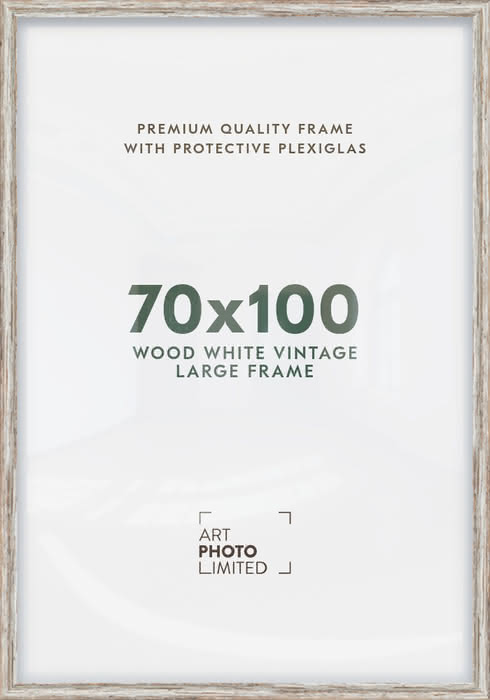 PREMIUM QUALITY FRAME
WITH PROTECTIVE PLEXIGLAS
70x100
WOOD WHITE VINTAGE
LARGE FRAME
ART
PHOTO
LIMITED